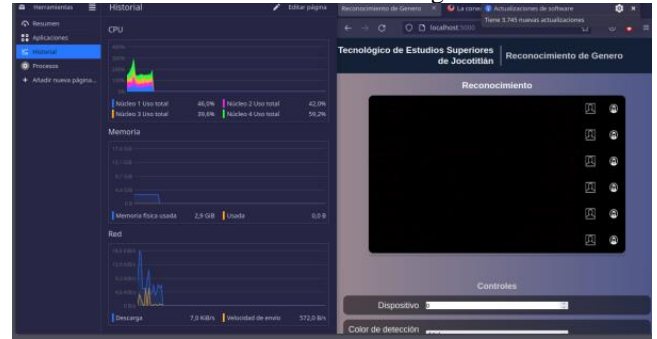 Herramientas
Historial
Editar página
Resumen
Aplicaciones
Historial
Procesos
Añadir nueva página...
CPU
Núcleo 1 Uso total 46,0%
Núcleo 2 Uso total 42,0%
Núcleo 3 Uso total 39,6%
Núcleo 4 Uso total 59,2%
Memoria
Memoria física usada 2,9 GiB
Usada 0,0 B
Red
Descarga 7,0 KiB/s
Velocidad de envío 572,0 B/s
Reconocimiento de Genero
La came
Actualizaciones de software
Tiene 3.745 nuevas actualizaciones
localhost:3000
Tecnológico de Estudios Superiores
de Jocotitlán
Reconocimiento de Genero
Reconocimiento
Controles
Dispositivo
Color de detección